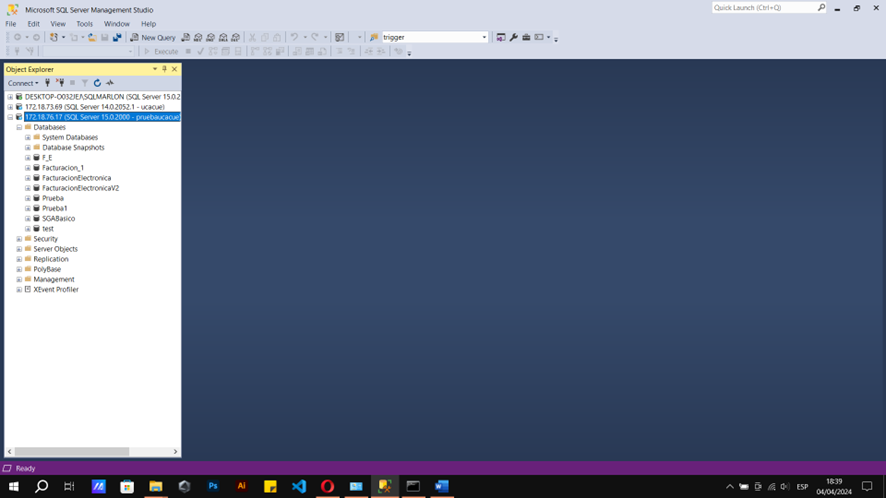 Microsoft SQL Server Management Studio
Quick Launch (Ctrl+Q)
File Edit View Tools Window Help
New Query
trigger
Execute
Object Explorer
Connect
DESKTOP-O032JEJ\SQLMARLON (SQL Server 15.0.2
172.18.73.69 (SQL Server 14.0.2052.1 - ucacue)
172.18.76.17 (SQL Server 15.0.2000 - pruebaucacue)
Databases
System Databases
Database Snapshots
F_E
Facturacion_1
FacturacionElectronica
FacturacionElectronicaV2
Prueba
Prueba1
SGABasico
test
Security
Server Objects
Replication
PolyBase
Management
XEvent Profiler
Ready
Ps
Ai
ESP
18:39
04/04/2024